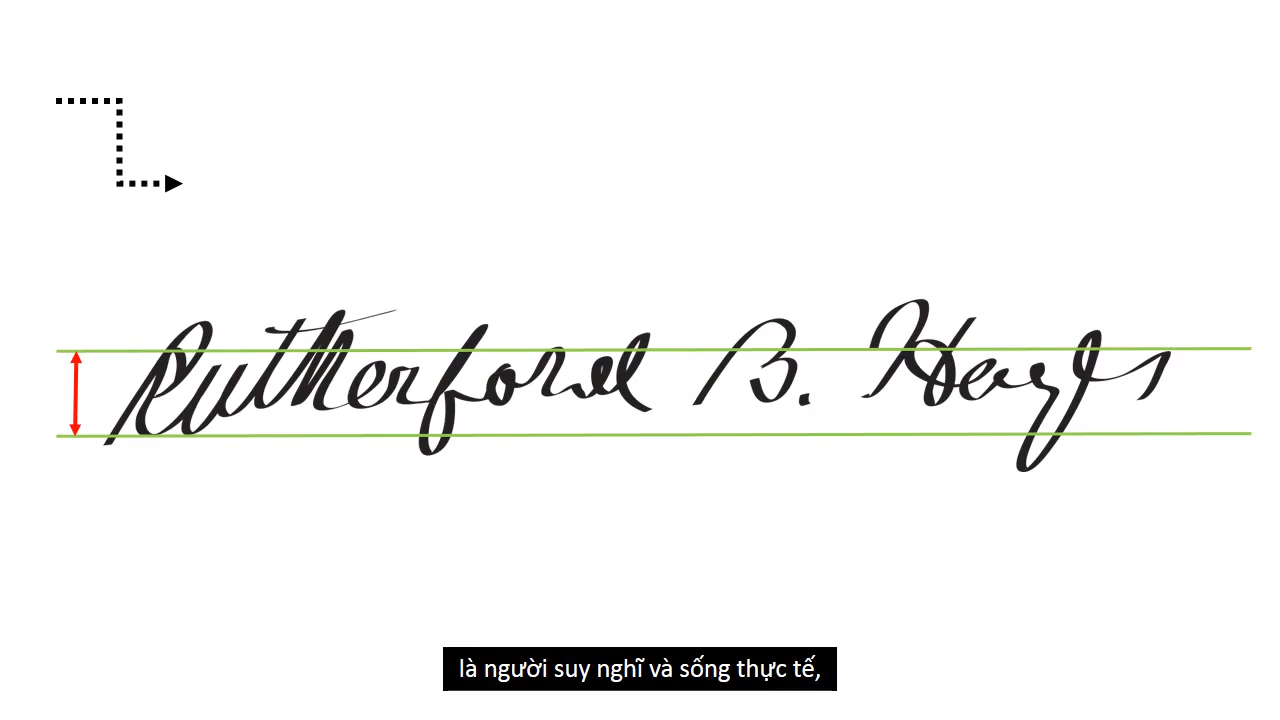 Rutherford B. Hayes
là người suy nghĩ và sống thực tế,